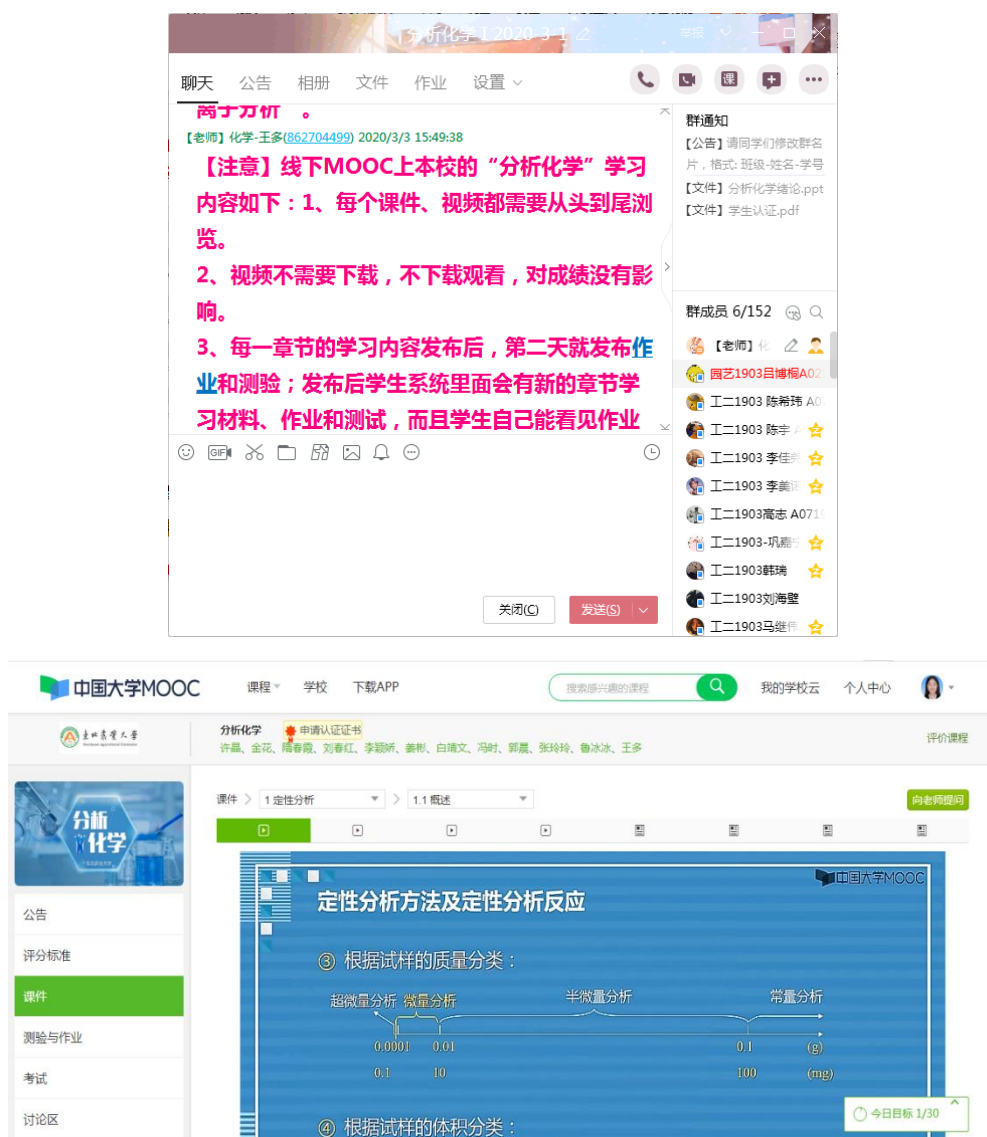 分析化学 I 2020-3-1
举报
聊天 公告 相册 文件 作业 设置
离子分析 。
【老师】化学-王多(862704499) 2020/3/3 15:49:38
【注意】线下MOOC上本校的“分析化学”学习
内容如下：1、每个课件、视频都需要从头到尾浏
览。
2、视频不需要下载，不下载观看，对成绩没有影
响。
3、每一章节的学习内容发布后，第二天就发布作
业和测验；发布后学生系统里面会有新的章节学
习材料、作业和测试，而且学生自己能看见作业
GIF
关闭(C) 发送(S)
课
群通知
【公告】请同学们修改群名
片，格式: 班级-姓名-学号
【文件】分析化学绪论.ppt
【文件】学生认证.pdf
群成员 6/152
【老师】化
园艺1903吕博桐A02
工二1903 陈希玮 A0
工二1903 陈宇 A
工二1903 李佳
工二1903 李美
工二1903高志 A071
工二1903-巩嘉
工二1903韩瑞
工二1903刘海壁
工二1903马继伟
中国大学MOOC
课程 学校 下载APP
搜索感兴趣的课程
我的学校云 个人中心
东北农业大学
分析化学 申请认证证书
许晶、金花、隋春霞、刘春红、李颖娇、姜彬、白靖文、冯时、郭晨、张玲玲、鲁冰冰、王多
评价课程
分析
化学
课件 1 定性分析 1.1 概述
向老师提问
公告
评分标准
课件
测验与作业
考试
讨论区
中国大学MOOC
定性分析方法及定性分析反应
③ 根据试样的质量分类：
超微量分析 微量分析 半微量分析 常量分析
0.0001 0.01 0.1 (g)
0.1 10 100 (mg)
④ 根据试样的体积分类：
今日目标 1/30